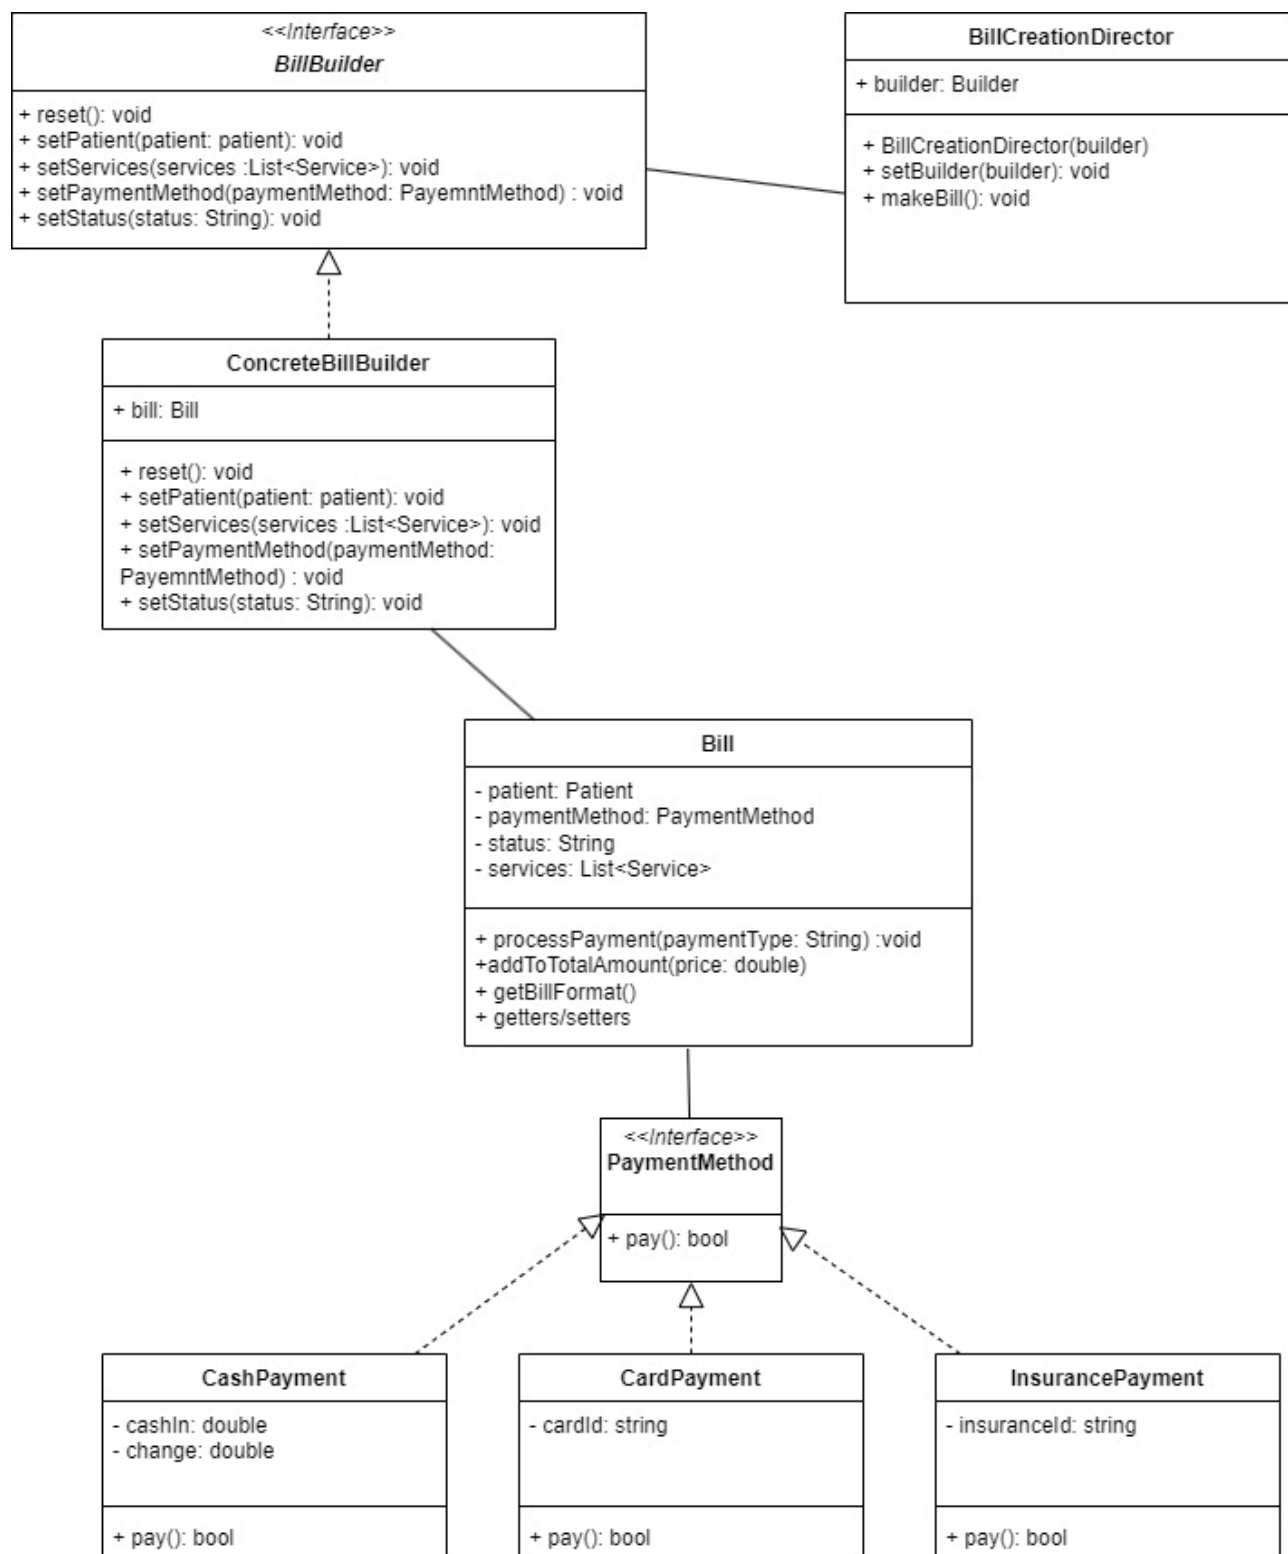 <<Interface>>
BillBuilder
+ reset(): void
+ setPatient(patient: patient): void
+ setServices(services :List<Service>): void
+ setPaymentMethod(paymentMethod: PayemntMethod) : void
+ setStatus(status: String): void
BillCreationDirector
+ builder: Builder
+ BillCreationDirector(builder)
+ setBuilder(builder): void
+ makeBill(): void
ConcreteBillBuilder
+ bill: Bill
+ reset(): void
+ setPatient(patient: patient): void
+ setServices(services :List<Service>): void
+ setPaymentMethod(paymentMethod:
PayemntMethod) : void
+ setStatus(status: String): void
Bill
- patient: Patient
- paymentMethod: PaymentMethod
- status: String
- services: List<Service>
+ processPayment(paymentType: String) :void
+addToTotalAmount(price: double)
+ getBillFormat()
+ getters/setters
<<Interface>>
PaymentMethod
+ pay(): bool
CashPayment
- cashIn: double
- change: double
+ pay(): bool
CardPayment
- cardId: string
+ pay(): bool
InsurancePayment
- insuranceId: string
+ pay(): bool